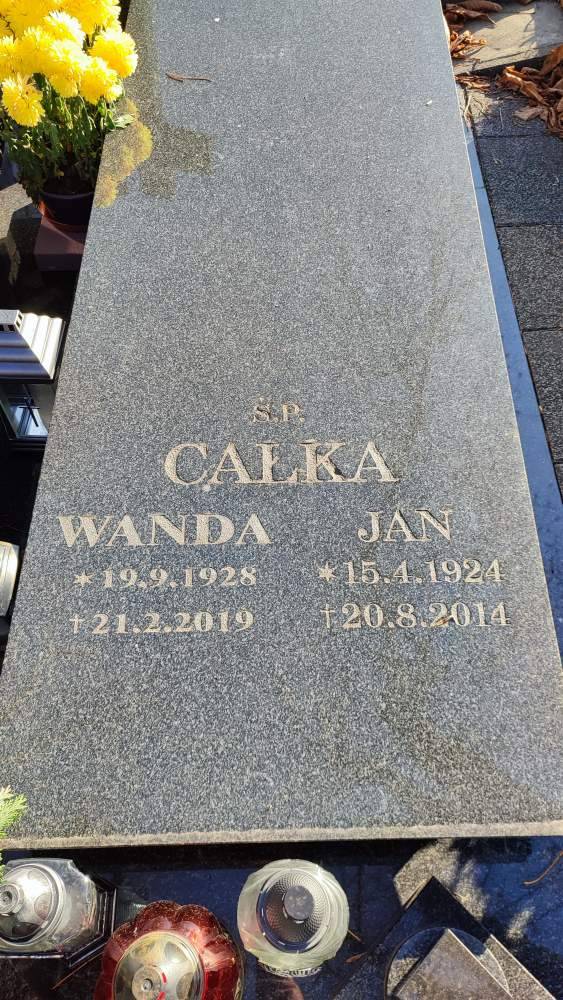 Ś.P.
CAŁKA
WANDA JAN
*19.9.1928 *15.4.1924
†21.2.2019 †20.8.2014